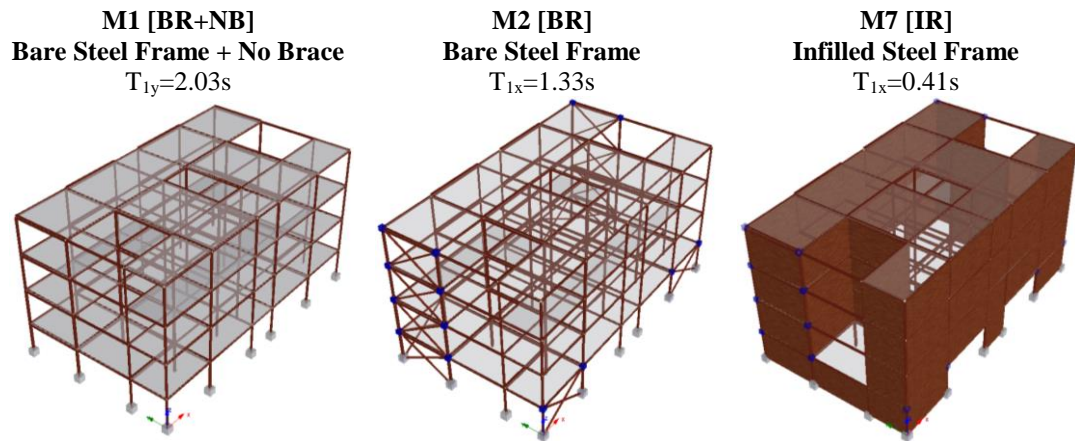 M1 [BR+NB]
Bare Steel Frame + No Brace
T1y=2.03s
M2 [BR]
Bare Steel Frame
T1x=1.33s
M7 [IR]
Infilled Steel Frame
T1x=0.41s